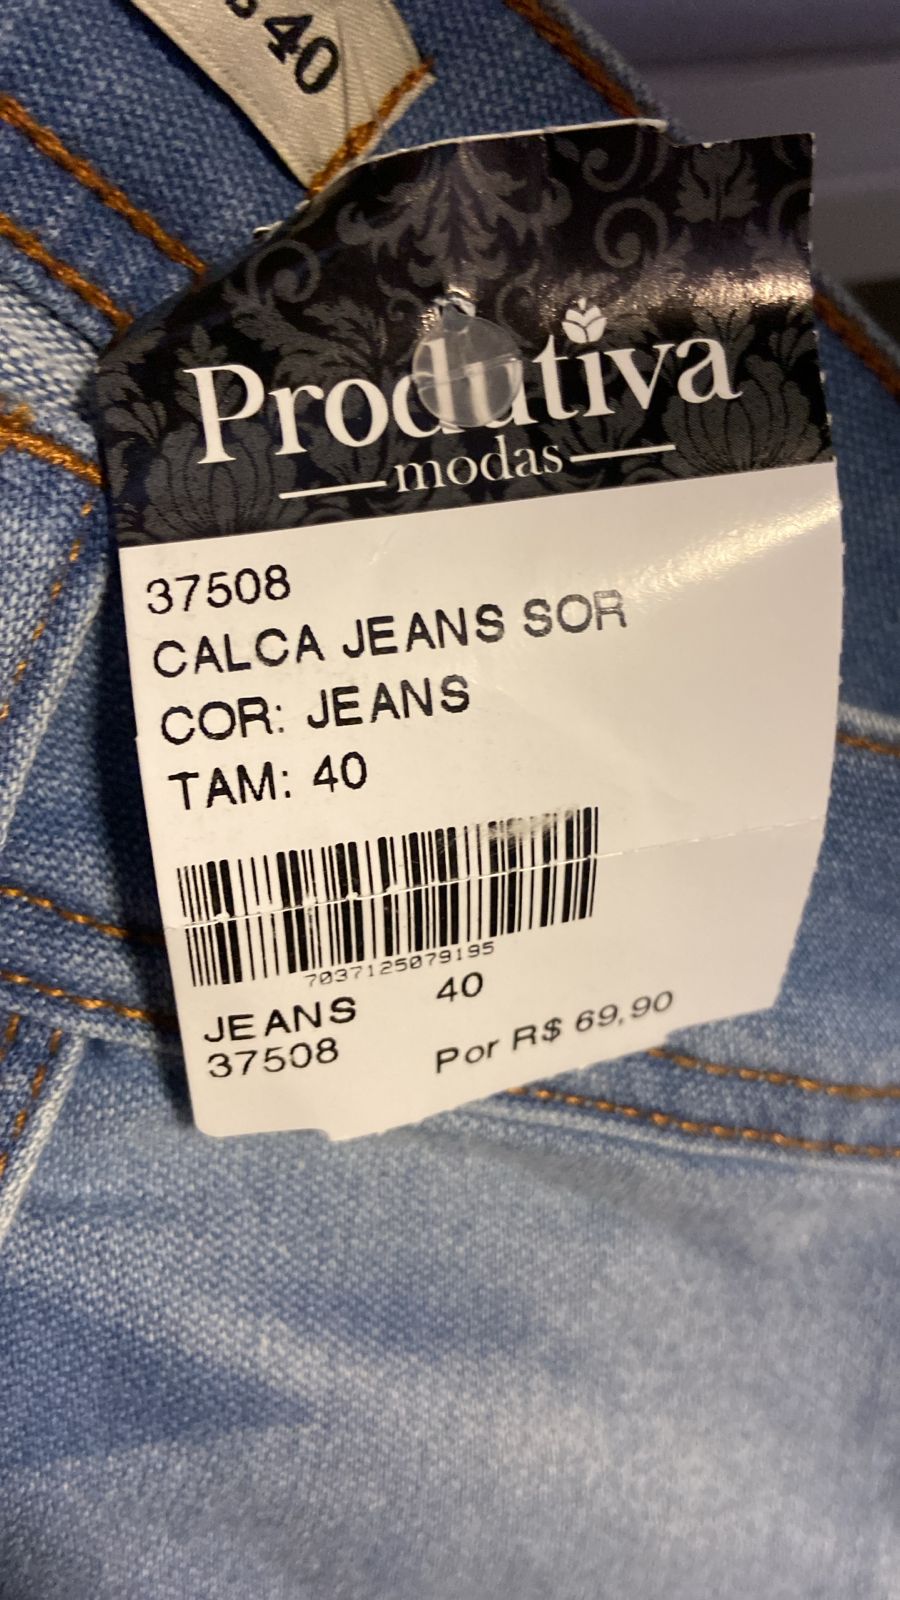 40
Produtiva
modas
37508
CALCA JEANS SOR
COR: JEANS
TAM: 40
7037125079195
JEANS 40
37508 Por R$ 69,90